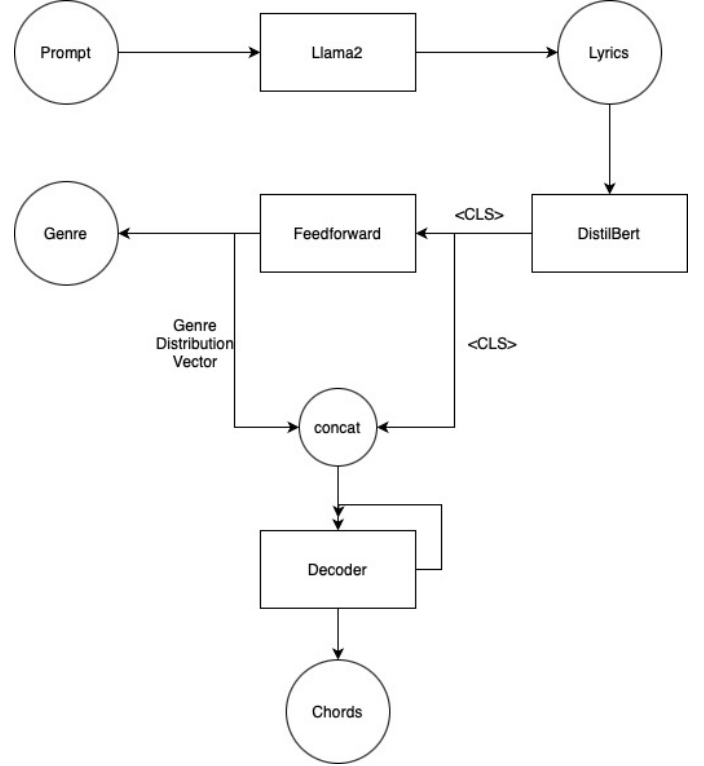 Prompt
Llama2
Lyrics
<CLS>
Genre
Feedforward
DistilBert
Genre
Distribution
Vector
<CLS>
concat
Decoder
Chords